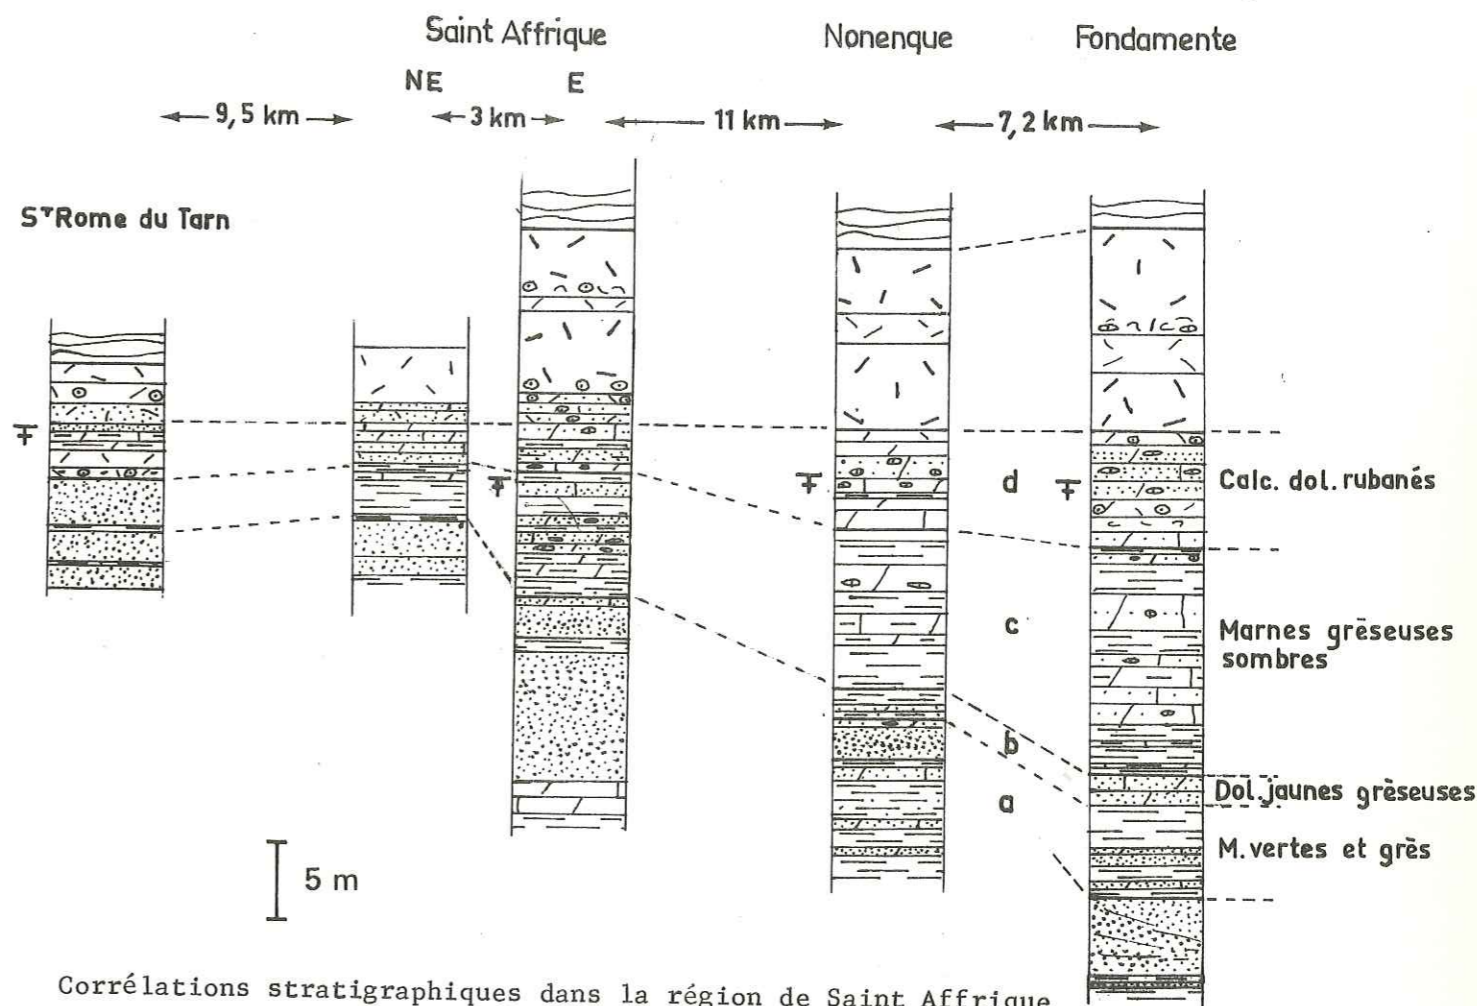 Saint Affrique Nonenque Fondamente
NE E
9,5 km 3 km 11 km 7,2 km
Sᵀ Rome du Tarn
d
Calc. dol. rubanés
c
Marnes grèseuses
sombres
b
a
Dol. jaunes grèseuses
M. vertes et grès
5 m
Corrélations stratigraphiques dans la région de Saint Affrique